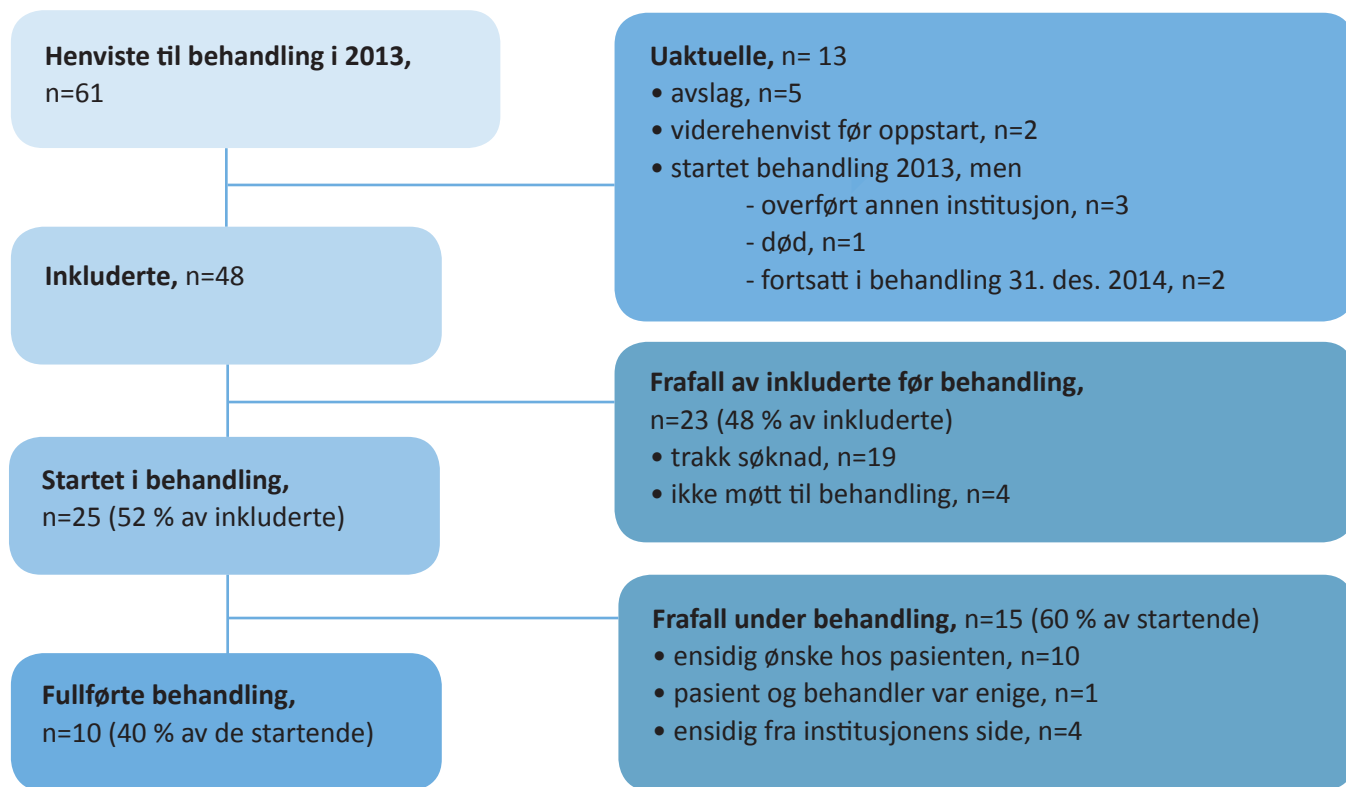 Henviste til behandling i 2013,
n=61
Uaktuelle, n= 13
• avslag, n=5
• viderehenvist før oppstart, n=2
• startet behandling 2013, men
- overført annen institusjon, n=3
- død, n=1
- fortsatt i behandling 31. des. 2014, n=2
Inkluderte, n=48
Frafall av inkluderte før behandling,
n=23 (48 % av inkluderte)
• trakk søknad, n=19
• ikke møtt til behandling, n=4
Startet i behandling,
n=25 (52 % av inkluderte)
Frafall under behandling, n=15 (60 % av startende)
• ensidig ønske hos pasienten, n=10
• pasient og behandler var enige, n=1
• ensidig fra institusjonens side, n=4
Fullførte behandling,
n=10 (40 % av de startende)